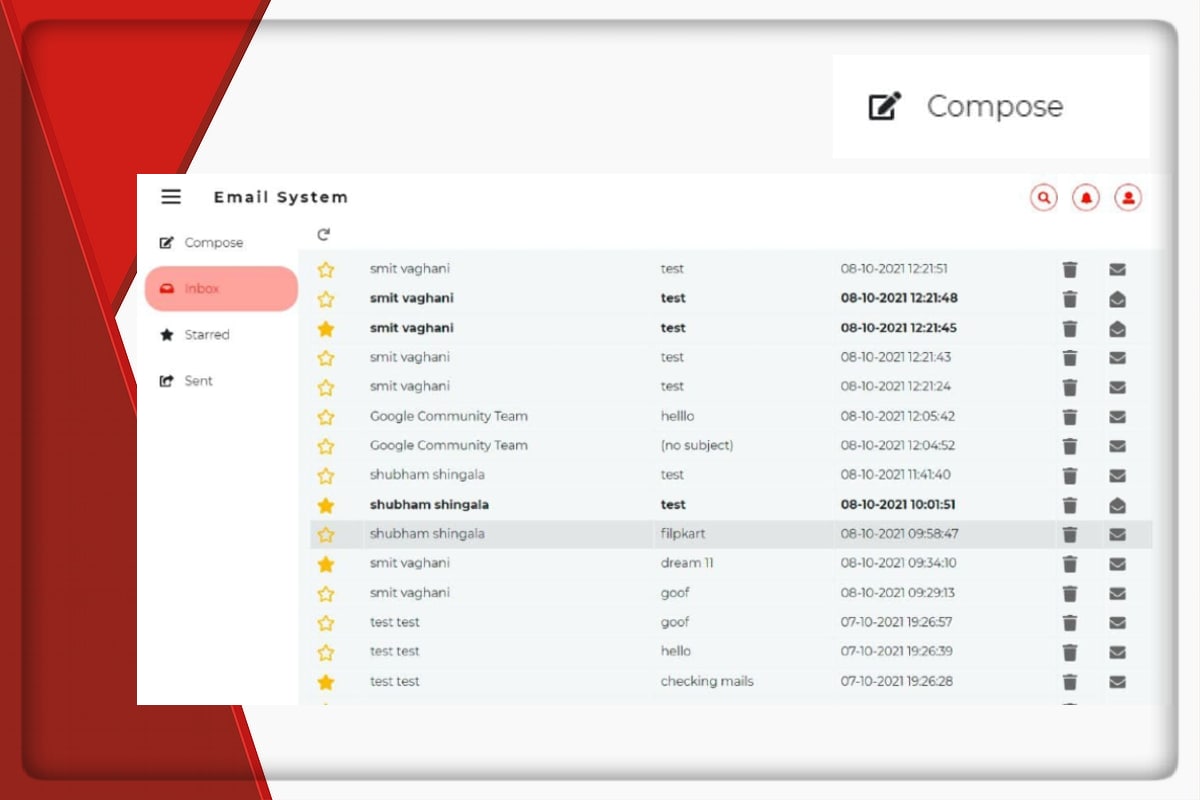 Compose
Email System
Compose
Inbox
Starred
Sent
smit vaghani test 08-10-2021 12:21:51
smit vaghani test 08-10-2021 12:21:48
smit vaghani test 08-10-2021 12:21:45
smit vaghani test 08-10-2021 12:21:43
smit vaghani test 08-10-2021 12:21:24
Google Community Team helllo 08-10-2021 12:05:42
Google Community Team (no subject) 08-10-2021 12:04:52
shubham shingala test 08-10-2021 11:41:40
shubham shingala test 08-10-2021 10:01:51
shubham shingala filpkart 08-10-2021 09:58:47
smit vaghani dream 11 08-10-2021 09:34:10
smit vaghani goof 08-10-2021 09:29:13
test test goof 07-10-2021 19:26:57
test test hello 07-10-2021 19:26:39
test test checking mails 07-10-2021 19:26:28